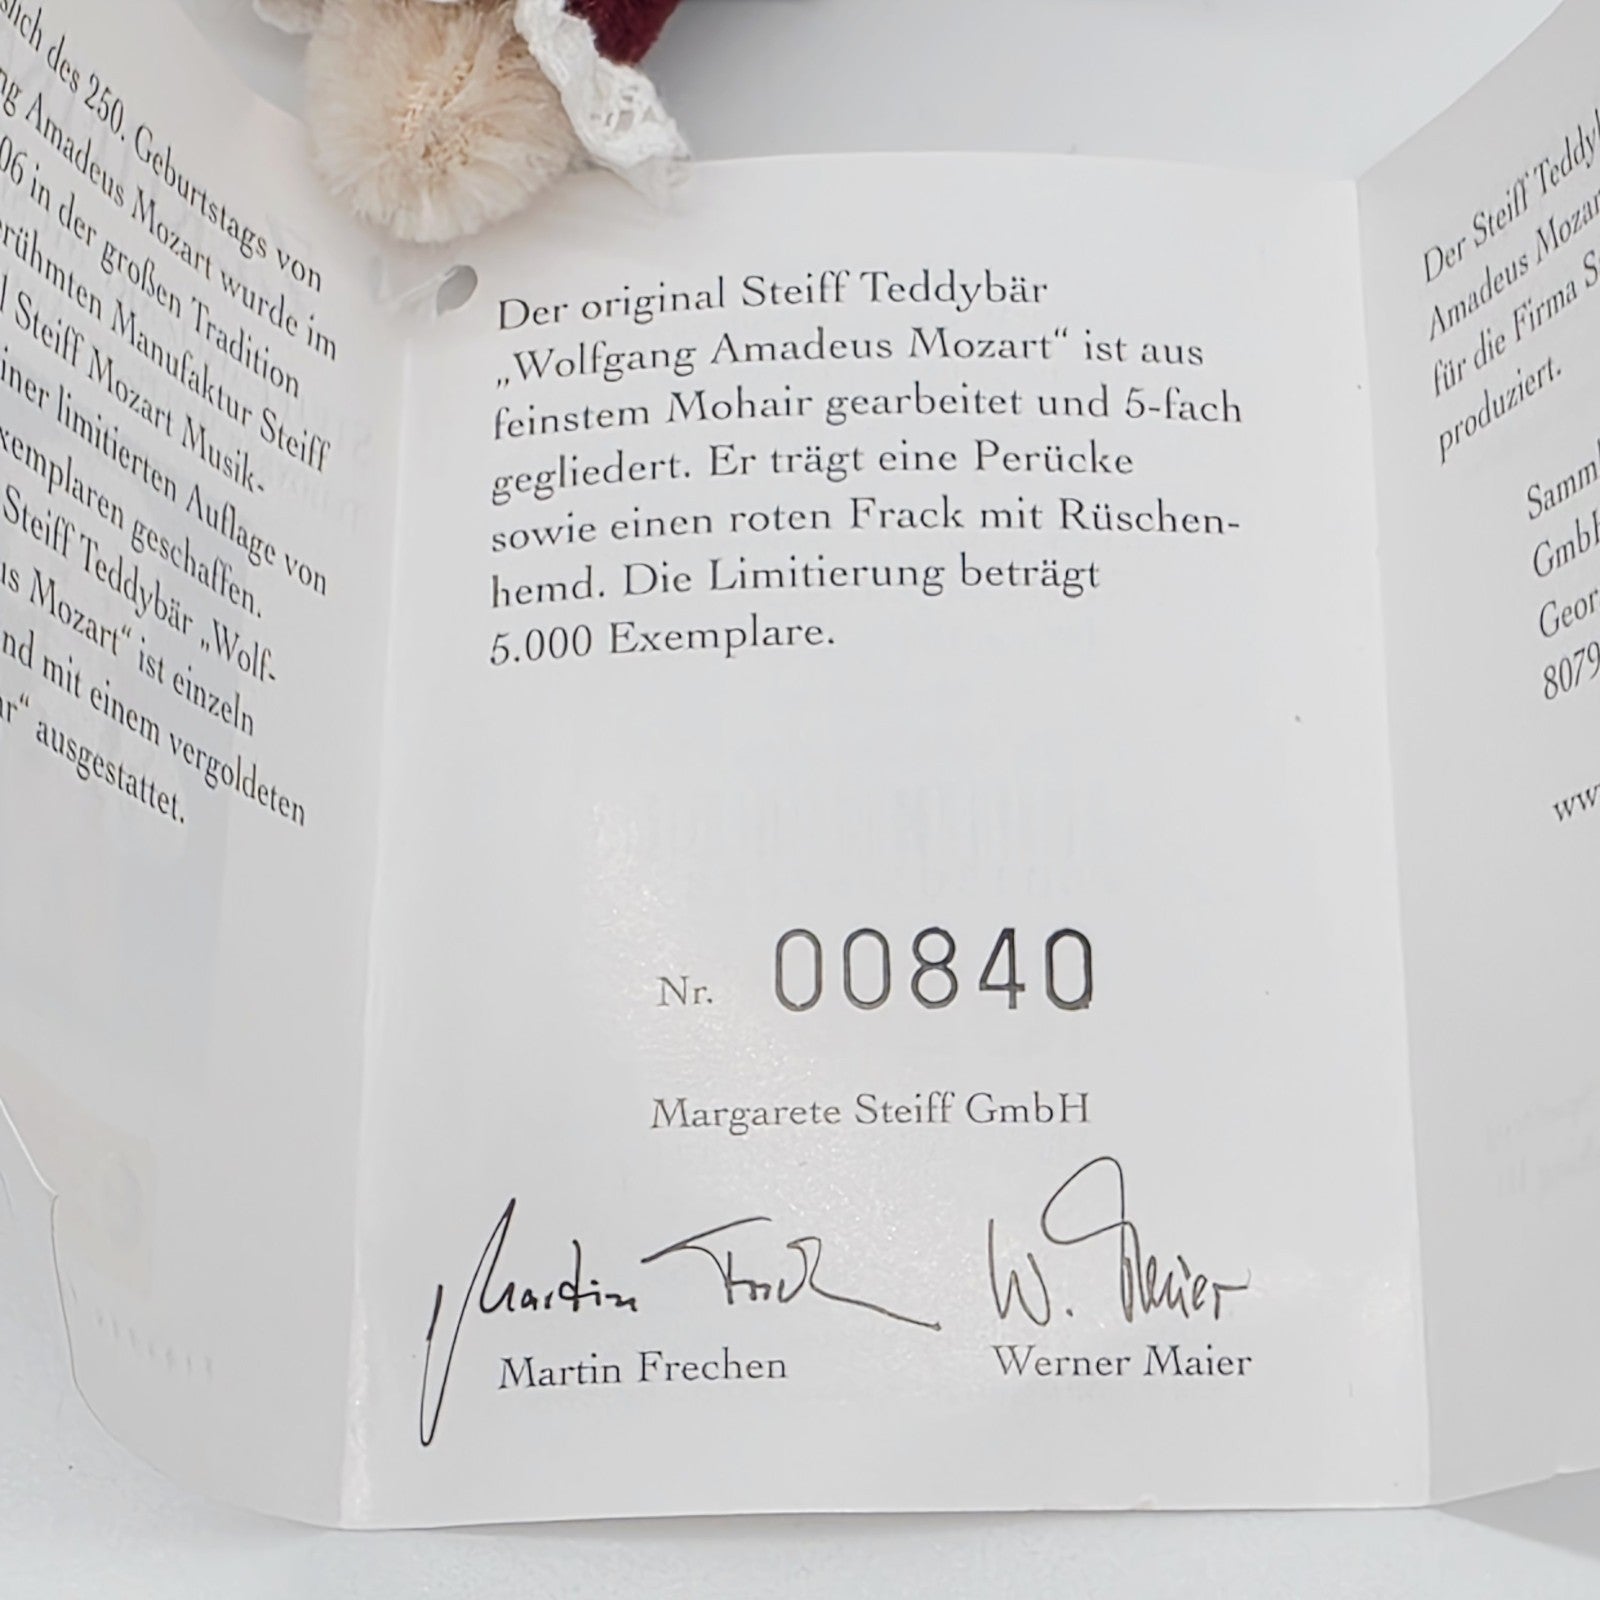 des 250. Geburtstags von
Amadeus Mozart wurde im
in der großen Tradition
Manufaktur Steiff
Steiff Mozart Musik-
limitierten Auflage von
geschaffen.
Steiff Teddybär „Wolf-
Mozart“ ist einzeln
mit einem vergoldeten
ausgestattet.
Der original Steiff Teddybär
„Wolfgang Amadeus Mozart“ ist aus
feinstem Mohair gearbeitet und 5-fach
gegliedert. Er trägt eine Perücke
sowie einen roten Frack mit Rüschen-
hemd. Die Limitierung beträgt
5.000 Exemplare.
Nr. 00840
Margarete Steiff GmbH
Martin Frechen W. Maier
Martin Frechen Werner Maier
Der Steiff
Amadeus
für die Firma
produziert.